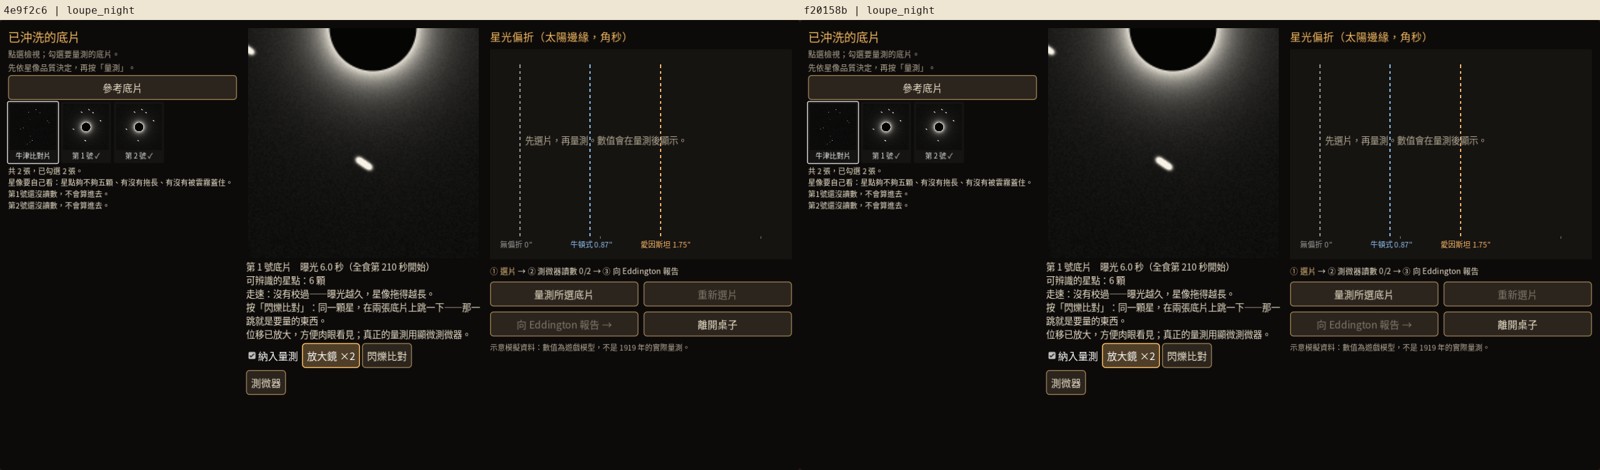 4e9f2c6 | loupe_night
已沖洗的底片
點選檢視；勾選要量測的底片。
先依星像品質決定，再按「量測」。
參考底片
牛津比對片
第 1 號 ✓
第 2 號 ✓
共 2 張，已勾選 2 張。
星像要自己看：星點夠不夠五顆、有沒有拖長、有沒有被雲霧蓋住。
第1號還沒讀數，不會算進去。
第2號還沒讀數，不會算進去。
第 1 號底片　曝光 6.0 秒（全食第 210 秒開始）
可辨識的星點：6 顆
走速：沒有校過——曝光越久，星像拖得越長。
按「閃爍比對」：同一顆星，在兩張底片上跳一下——那一
跳就是要量的東西。
位移已放大，方便肉眼看見；真正的量測用顯微測微器。
納入量測
放大鏡 ×2
閃爍比對
測微器
星光偏折（太陽邊緣，角秒）
先選片，再量測。數值會在量測後顯示。
無偏折 0"
牛頓式 0.87"
愛因斯坦 1.75"
① 選片 → ② 測微器讀數 0/2 → ③ 向 Eddington 報告
量測所選底片
重新選片
向 Eddington 報告 →
離開桌子
示意模擬資料：數值為遊戲模型，不是 1919 年的實際量測。
f20158b | loupe_night
已沖洗的底片
點選檢視；勾選要量測的底片。
先依星像品質決定，再按「量測」。
參考底片
牛津比對片
第 1 號 ✓
第 2 號 ✓
共 2 張，已勾選 2 張。
星像要自己看：星點夠不夠五顆、有沒有拖長、有沒有被雲霧蓋住。
第1號還沒讀數，不會算進去。
第2號還沒讀數，不會算進去。
第 1 號底片　曝光 6.0 秒（全食第 210 秒開始）
可辨識的星點：6 顆
走速：沒有校過——曝光越久，星像拖得越長。
按「閃爍比對」：同一顆星，在兩張底片上跳一下——那一
跳就是要量的東西。
位移已放大，方便肉眼看見；真正的量測用顯微測微器。
納入量測
放大鏡 ×2
閃爍比對
測微器
星光偏折（太陽邊緣，角秒）
先選片，再量測。數值會在量測後顯示。
無偏折 0"
牛頓式 0.87"
愛因斯坦 1.75"
① 選片 → ② 測微器讀數 0/2 → ③ 向 Eddington 報告
量測所選底片
重新選片
向 Eddington 報告 →
離開桌子
示意模擬資料：數值為遊戲模型，不是 1919 年的實際量測。